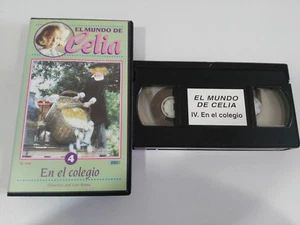 EL MUNDO DE
Celia
4
En el colegio
EL MUNDO
DE CELIA
IV. En el colegio